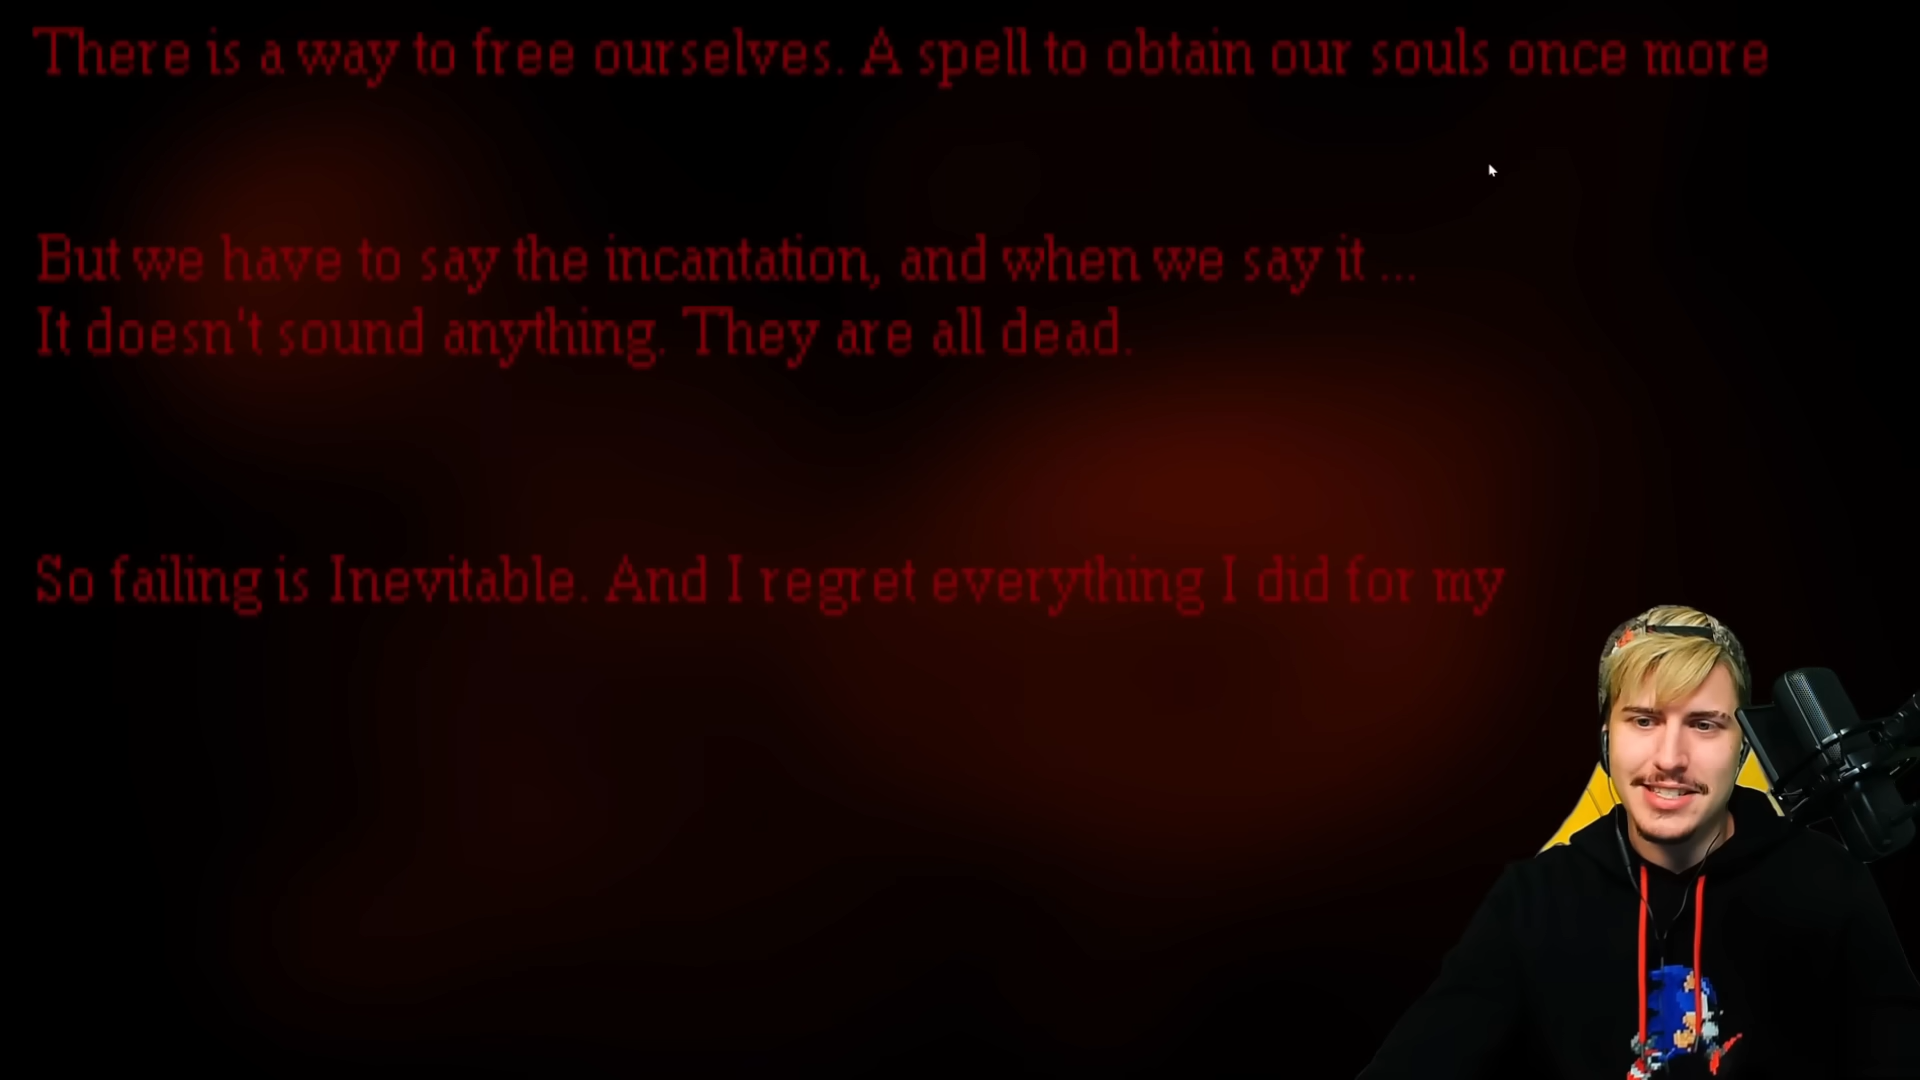 There is a way to free ourselves. A spell to obtain our souls once more
But we have to say the incantation, and when we say it ...
It doesn't sound anything. They are all dead.
So failing is Inevitable. And I regret everything I did for my